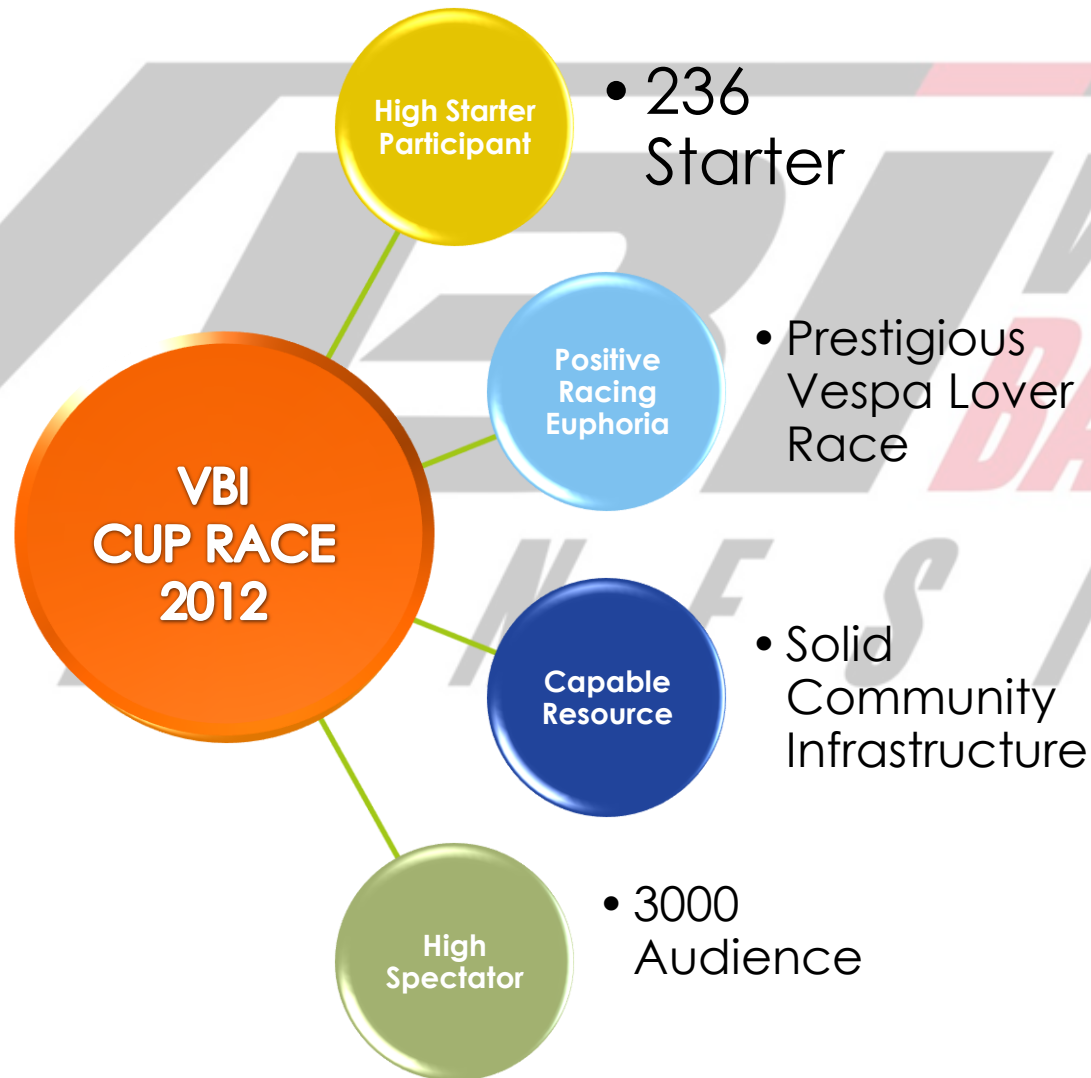 High Starter
Participant
• 236
Starter
Positive
Racing
Euphoria
• Prestigious
Vespa Lover
Race
VBI
CUP RACE
2012
Capable
Resource
• Solid
Community
Infrastructure
High
Spectator
• 3000
Audience